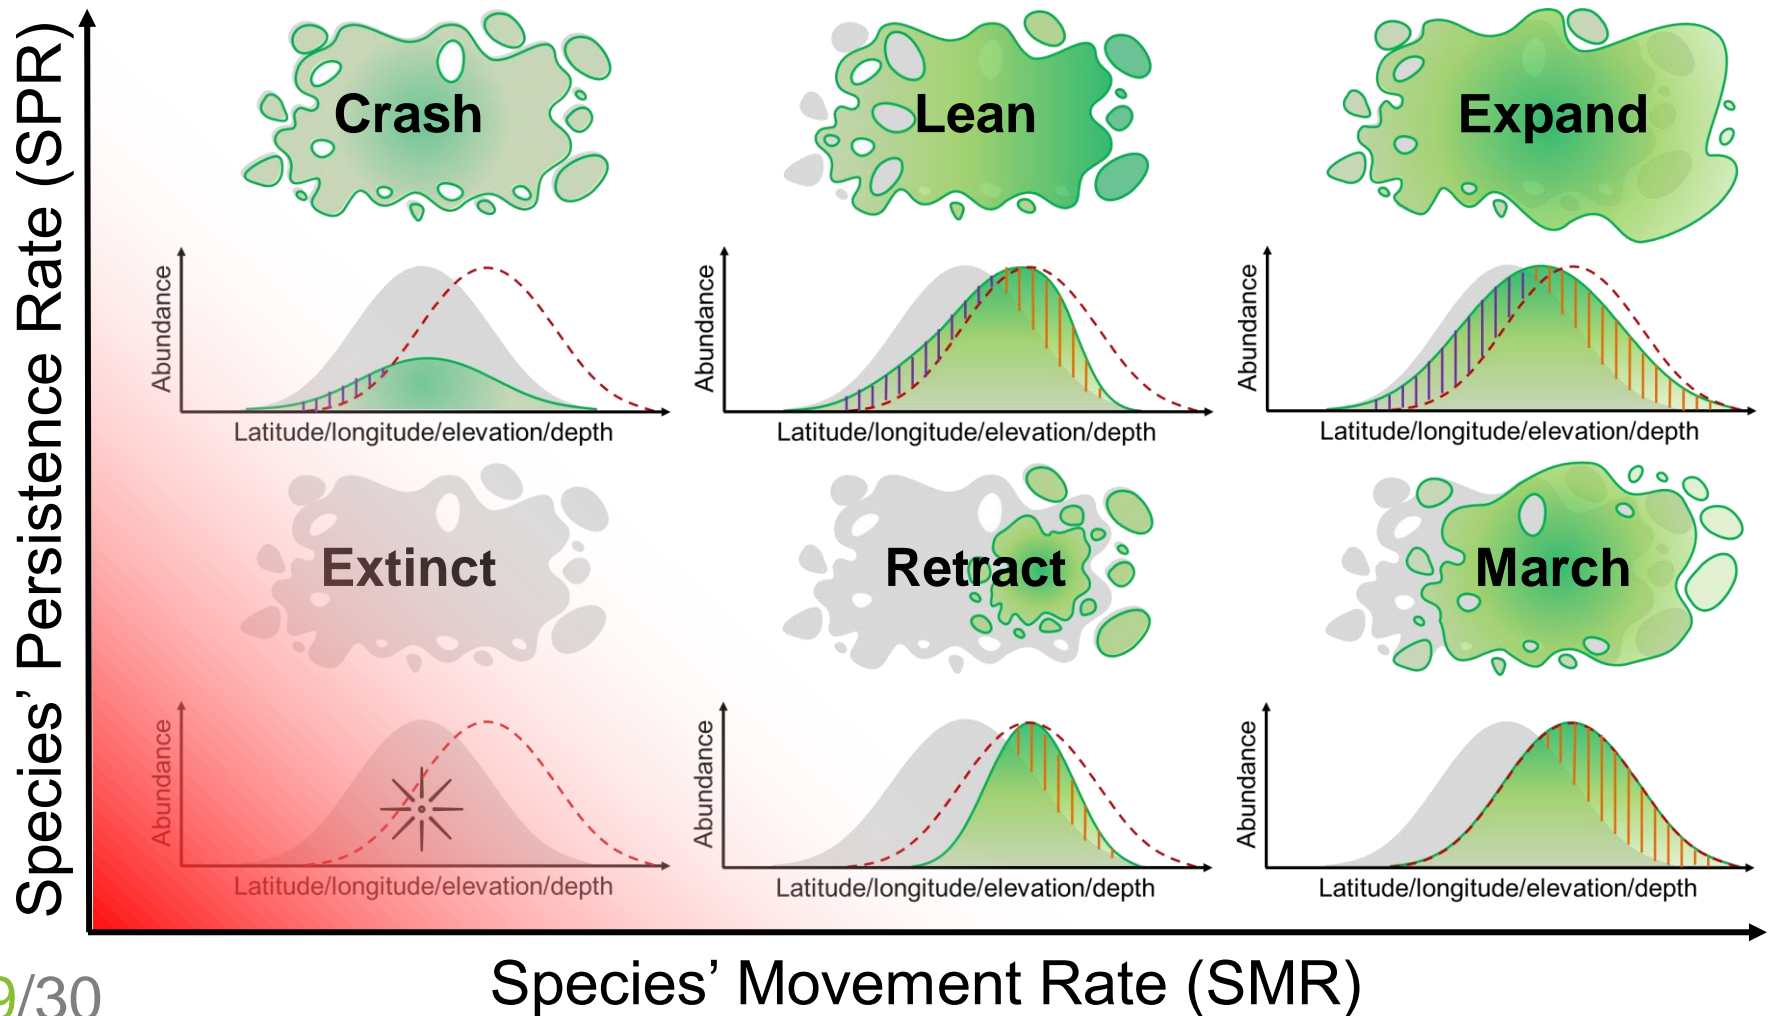 Species’ Persistence Rate (SPR)
Crash
Lean
Expand
Abundance
Latitude/longitude/elevation/depth
Abundance
Latitude/longitude/elevation/depth
Abundance
Latitude/longitude/elevation/depth
Extinct
Retract
March
Abundance
Latitude/longitude/elevation/depth
Abundance
Latitude/longitude/elevation/depth
Abundance
Latitude/longitude/elevation/depth
Species’ Movement Rate (SMR)
9/30